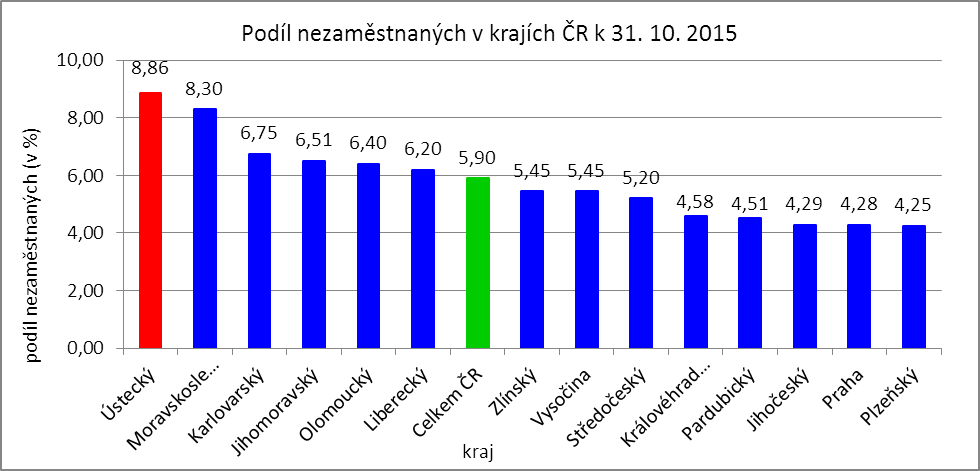 Podíl nezaměstnaných v krajích ČR k 31. 10. 2015
podíl nezaměstnaných (v %)
10,00
8,00
6,00
4,00
2,00
0,00
8,86
8,30
6,75
6,51
6,40
6,20
5,90
5,45
5,45
5,20
4,58
4,51
4,29
4,28
4,25
Ústecký
Moravskosle...
Karlovarský
Jihomoravský
Olomoucký
Liberecký
Celkem ČR
Zlínský
Vysočina
Středočeský
Královéhrad...
Pardubický
Jihočeský
Praha
Plzeňský
kraj